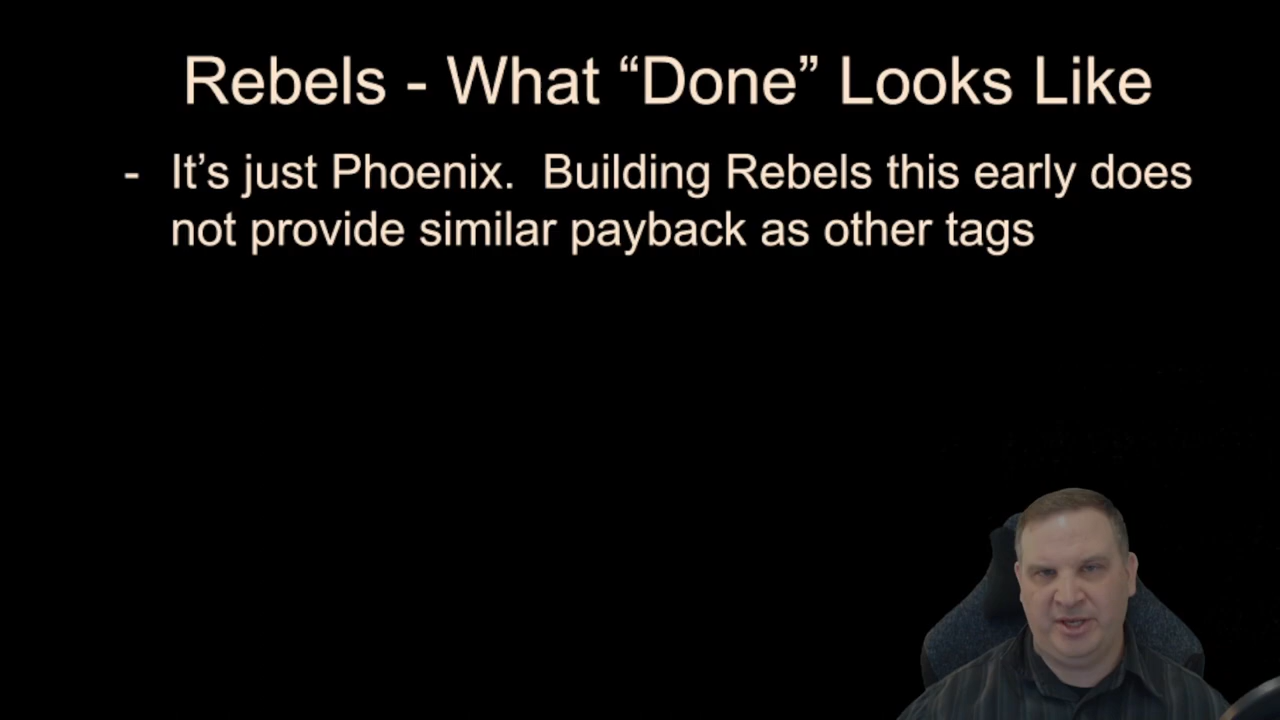 Rebels - What “Done” Looks Like
- It’s just Phoenix.  Building Rebels this early does
not provide similar payback as other tags